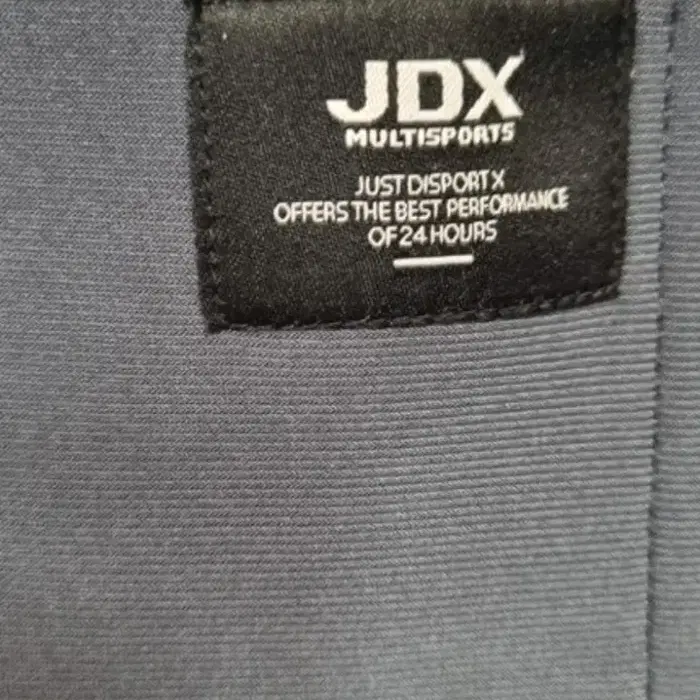 JDX
MULTISPORTS
JUST DISPORT X
OFFERS THE BEST PERFORMANCE
OF 24 HOURS